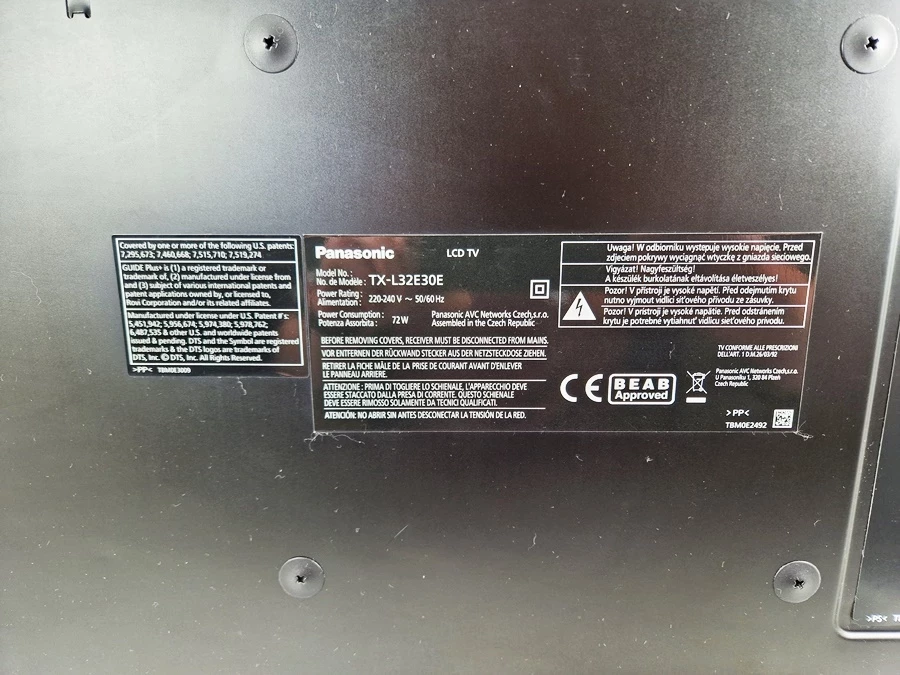 Covered by one or more of the following U.S. patents:
7,295,673; 7,460,668; 7,515,710; 7,519,274
GUIDE Plus+ is (1) a registered trademark or
trademark of, (2) manufactured under license from
and (3) subject of various international patents and
patent applications owned by, or licensed to,
Rovi Corporation and/or its related affiliates.
Manufactured under license under U.S. Patent #'s:
5,451,942; 5,956,674; 5,974,380; 5,978,762;
6,487,535 & other U.S. and worldwide patents
issued & pending. DTS and the Symbol are registered
trademarks & the DTS logos are trademarks of
DTS, Inc. © DTS, Inc. All Rights Reserved.
>PP< TBM0E3009
Panasonic LCD TV
Model No. :
No. de Modèle : TX-L32E30E
Power Rating :
Alimentation : 220-240 V ~ 50/60 Hz
Power Consumption :
Potenza Assorbita : 72 W
Panasonic AVC Networks Czech,s.r.o.
Assembled in the Czech Republic
BEFORE REMOVING COVERS, RECEIVER MUST BE DISCONNECTED FROM MAINS.
VOR ENTFERNEN DER RÜCKWAND STECKER AUS DER NETZSTECKDOSE ZIEHEN.
RETIRER LA FICHE MÂLE DE LA PRISE DE COURANT AVANT D'ENLEVER
LE PANNEAU ARRIERE.
ATTENZIONE : PRIMA DI TOGLIERE LO SCHIENALE, L'APPARECCHIO DEVE
ESSERE STACCATO DALLA PRESA DI CORRENTE. QUESTO SCHIENALE
DEVE ESSERE RIMOSSO SOLAMENTE DA TECNICI QUALIFICATI.
ATENCIÓN: NO ABRIR SIN ANTES DESCONECTAR LA TENSIÓN DE LA RED.
Uwaga! W odbiorniku wystepuje wysokie napięcie. Przed
zdjęciem pokrywy wyciągnąć wtyczkę z gniazda sieciowego.
Vigyázat! Nagyfeszültség!
A készülék burkolatának eltávolítása életveszélyes!
Pozor! V přístroji je vysoké napětí. Před odejmutím krytu
nutno vyjmout vidlici síťového přívodu ze zásuvky.
Pozor! V prístroji je vysoké napätie. Pred odstránením
krytu je potrebné vytiahnuť vidlicu sieťového prívodu.
TV CONFORME ALLE PRESCRIZIONI
DELL'ART. 1 D.M.26/03/92
CE BEAB
Approved
Panasonic AVC Networks Czech,s.r.o.
U Panasoniku 1, 320 84 Plzeň
Czech Republic
>PP<
TBM0E2492
>PS<